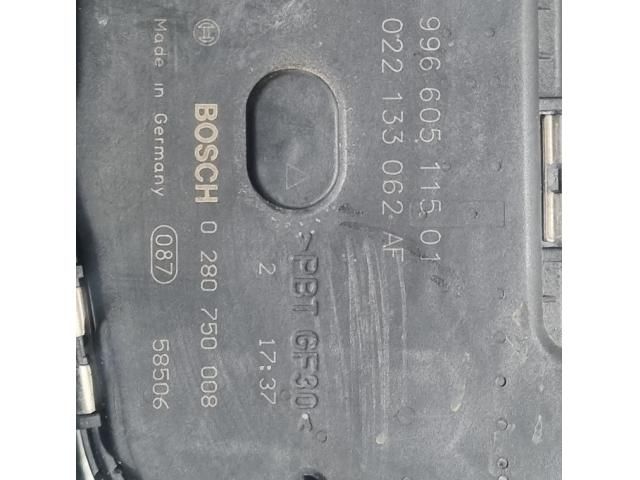 996 605 115 01
022 133 062 AF
>PBT GF30<
2 17:37
BOSCH 0 280 750 008
Made in Germany 087 58506